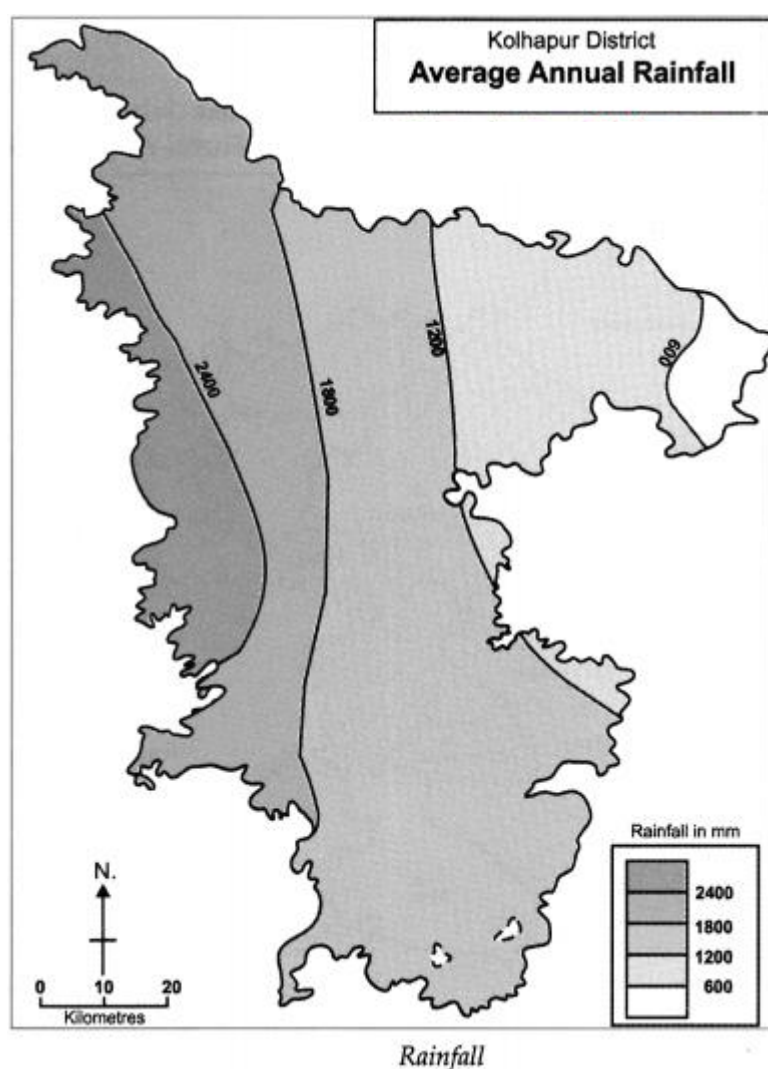 Kolhapur District
Average Annual Rainfall
2400
1800
1200
600
Rainfall in mm
2400
1800
1200
600
N.
0 10 20
Kilometres
Rainfall